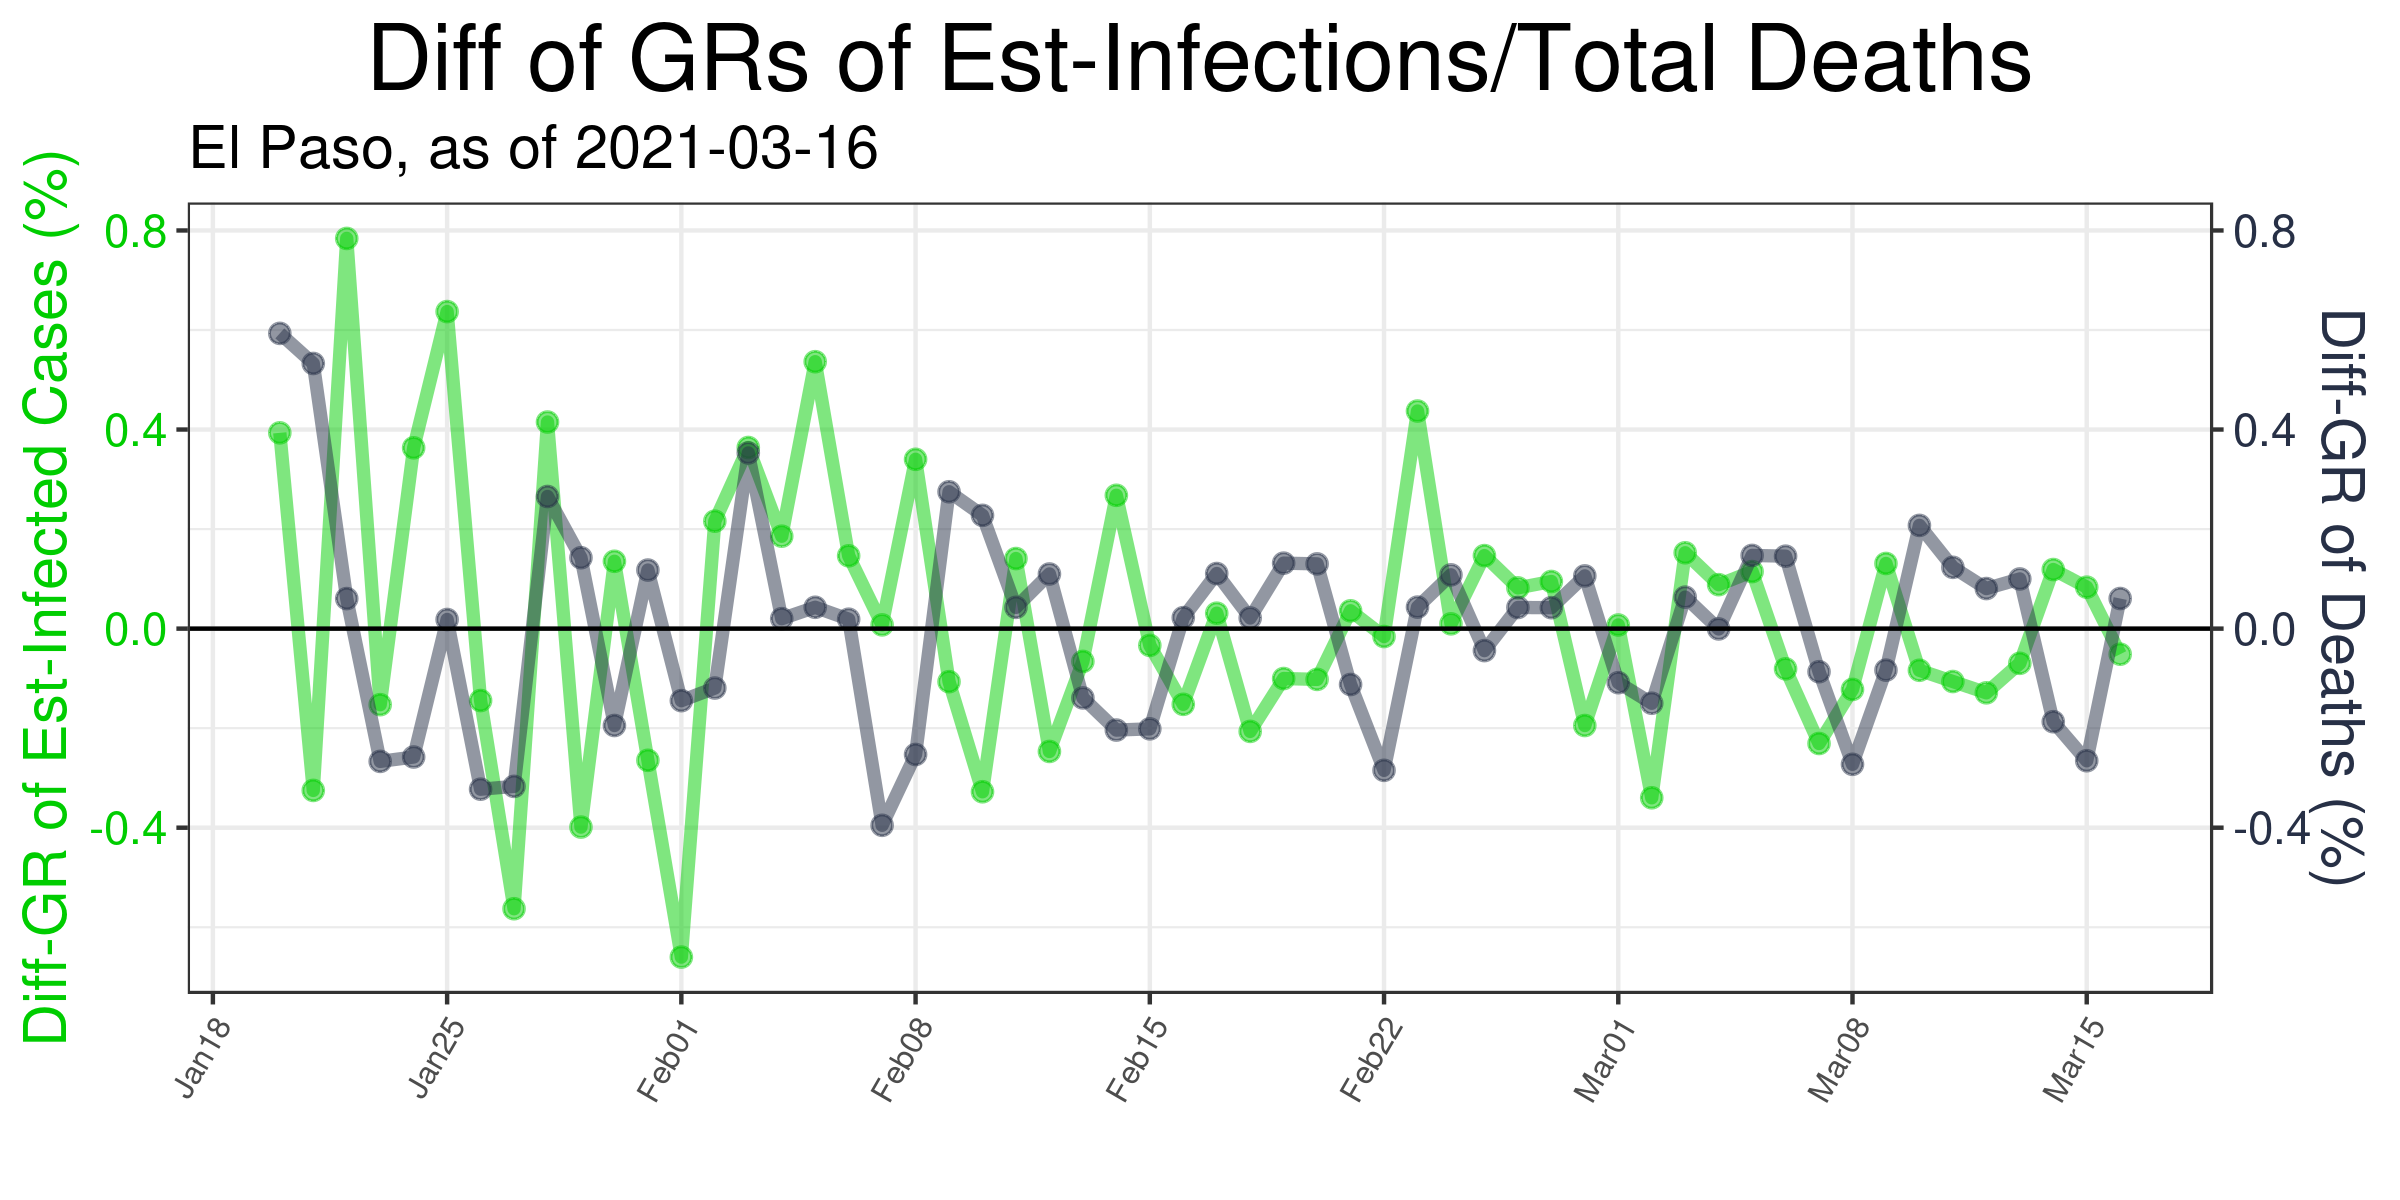 Diff of GRs of Est-Infections/Total Deaths
El Paso, as of 2021-03-16
Diff-GR of Est-Infected Cases (%)
0.8
0.4
0.0
-0.4
0.8
0.4
0.0
-0.4
Diff-GR of Deaths (%)
Jan18 Jan25 Feb01 Feb08 Feb15 Feb22 Mar01 Mar08 Mar15